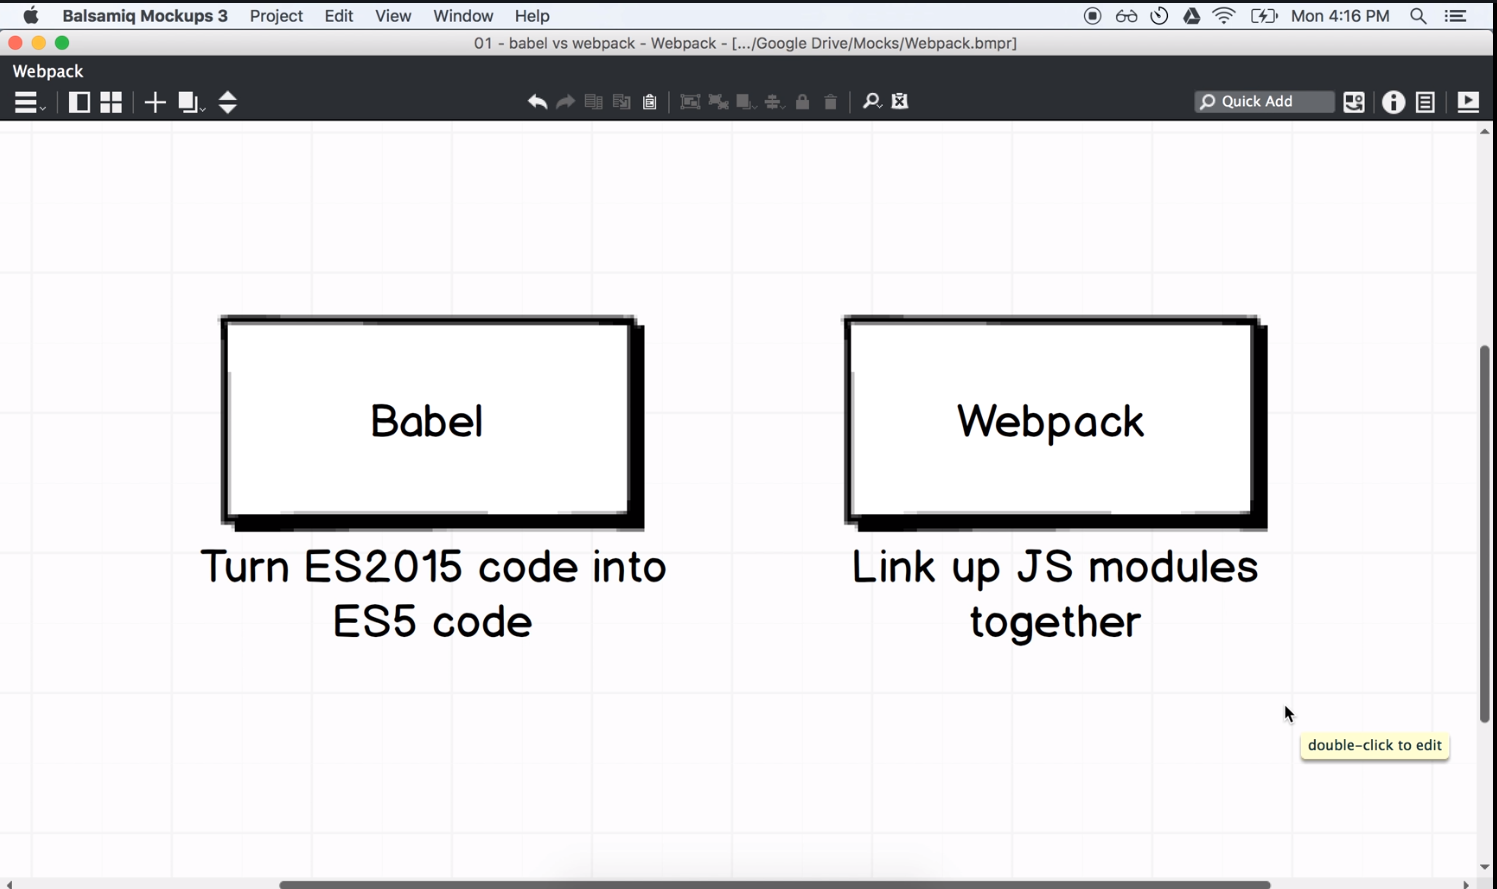 Balsamiq Mockups 3 Project Edit View Window Help Mon 4:16 PM
01 - babel vs webpack - Webpack - [.../Google Drive/Mocks/Webpack.bmpr]
Webpack
Quick Add
Babel
Webpack
Turn ES2015 code into
ES5 code
Link up JS modules
together
double-click to edit